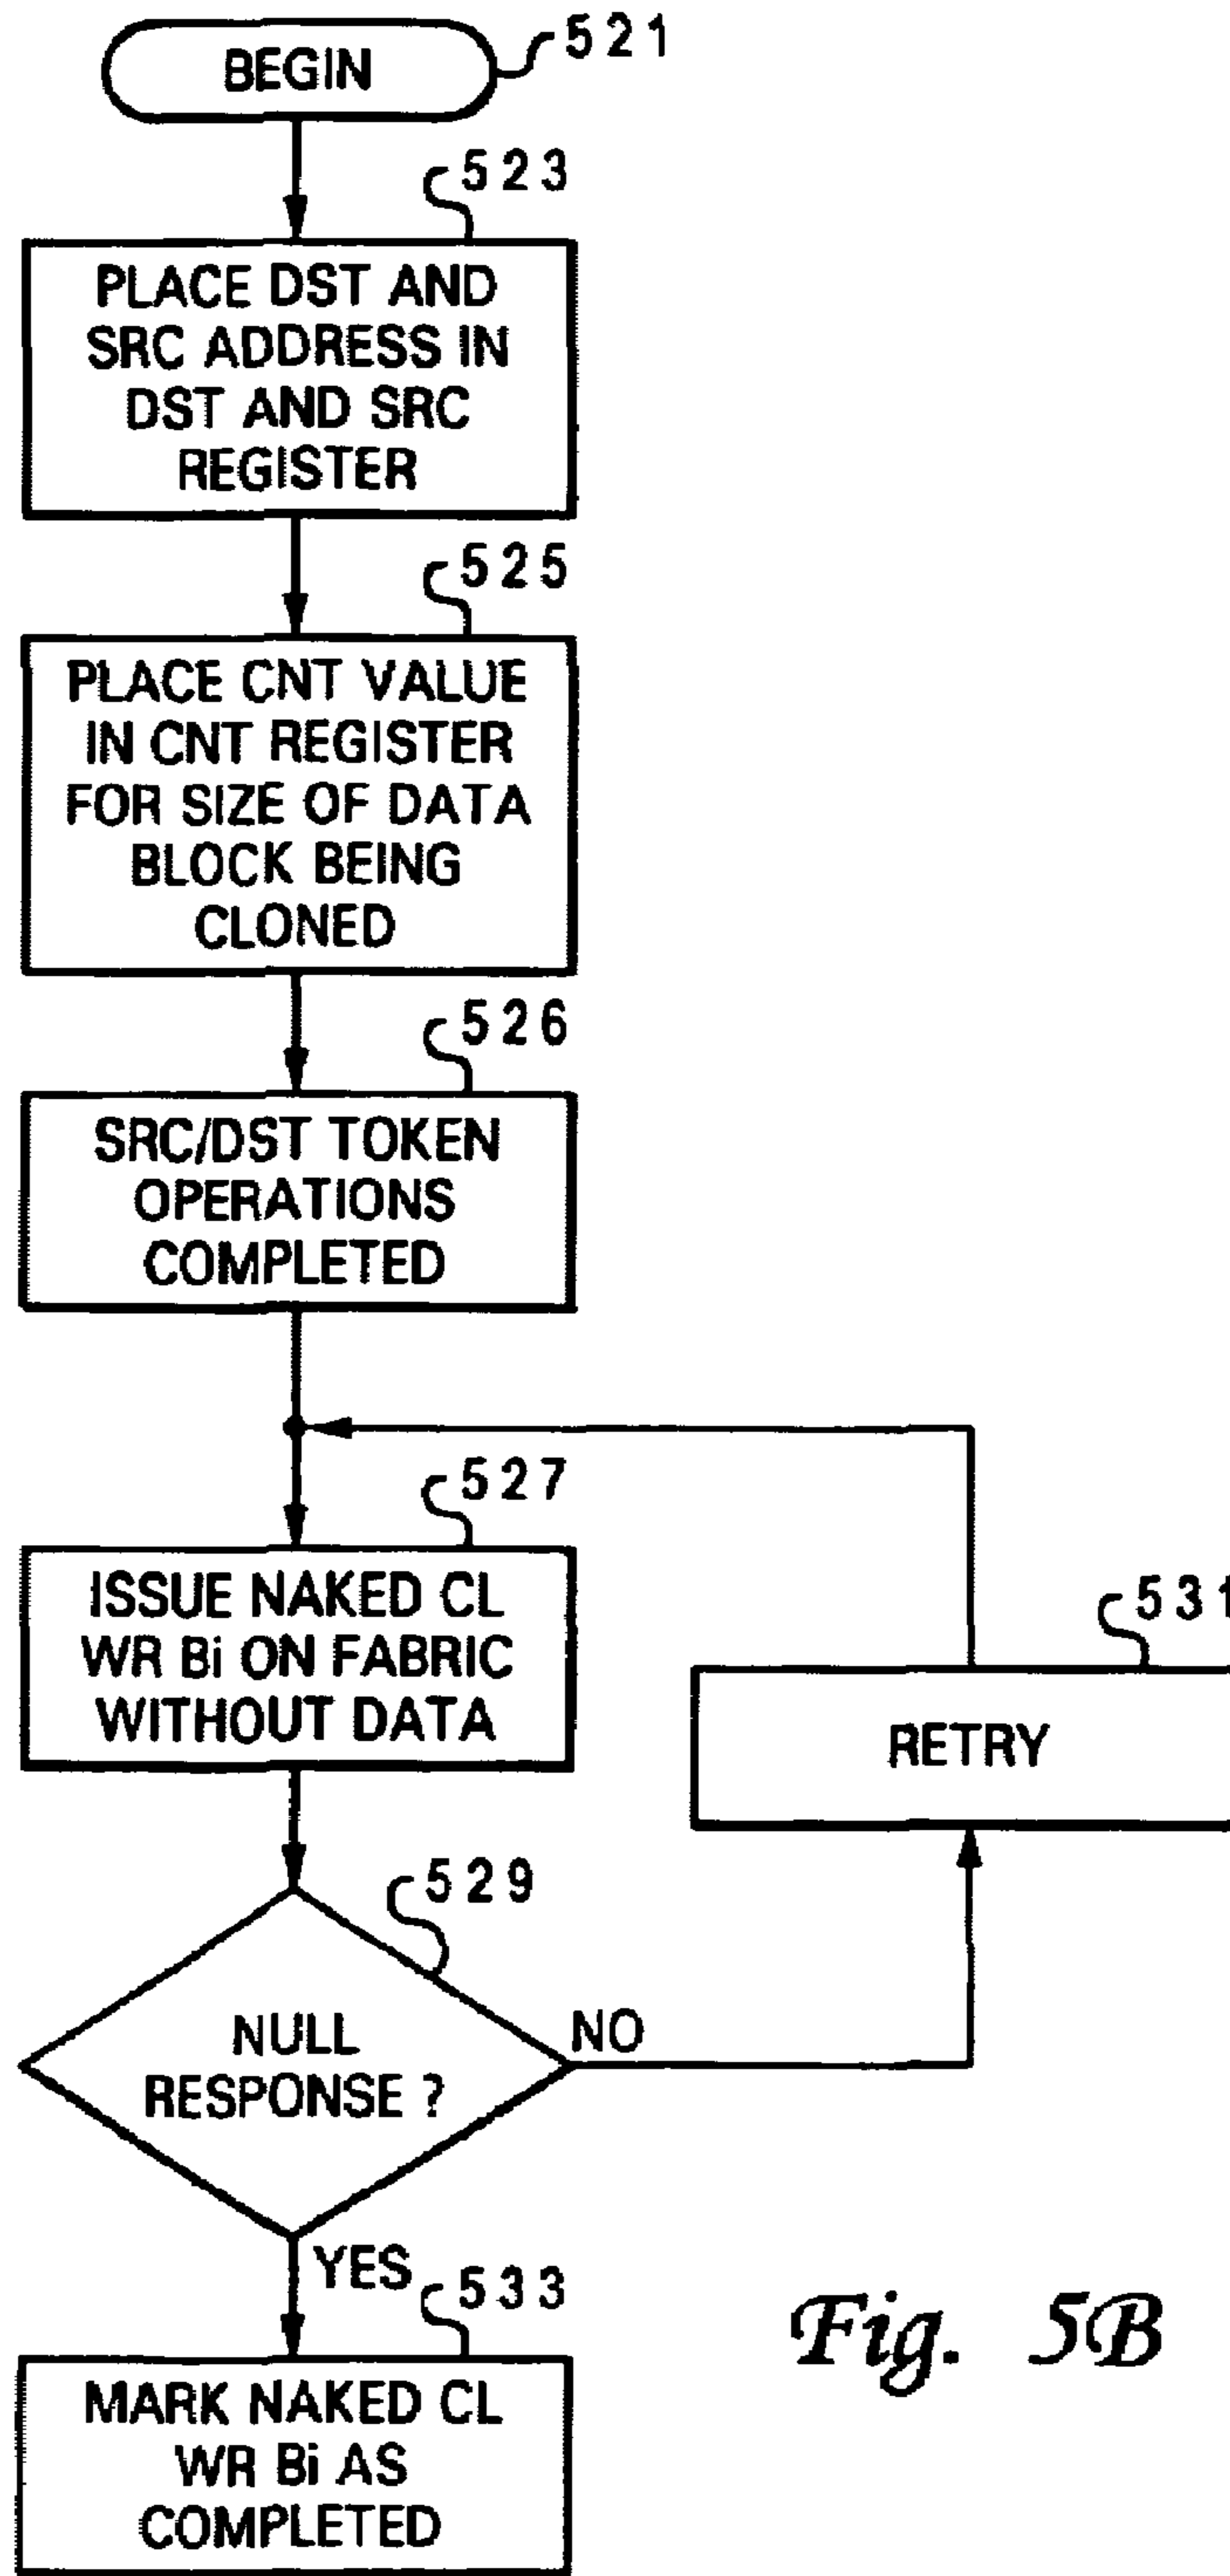 BEGIN
521
523
PLACE DST AND
SRC ADDRESS IN
DST AND SRC
REGISTER
525
PLACE CNT VALUE
IN CNT REGISTER
FOR SIZE OF DATA
BLOCK BEING
CLONED
526
SRC/DST TOKEN
OPERATIONS
COMPLETED
527
ISSUE NAKED CL
WR Bi ON FABRIC
WITHOUT DATA
531
RETRY
529
NULL
RESPONSE ?
NO
YES
533
MARK NAKED CL
WR Bi AS
COMPLETED
Fig. 5B